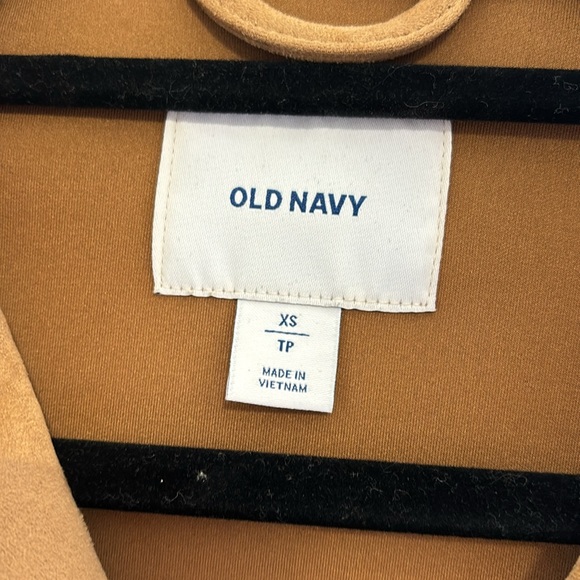 OLD NAVY
XS
TP
MADE IN
VIETNAM